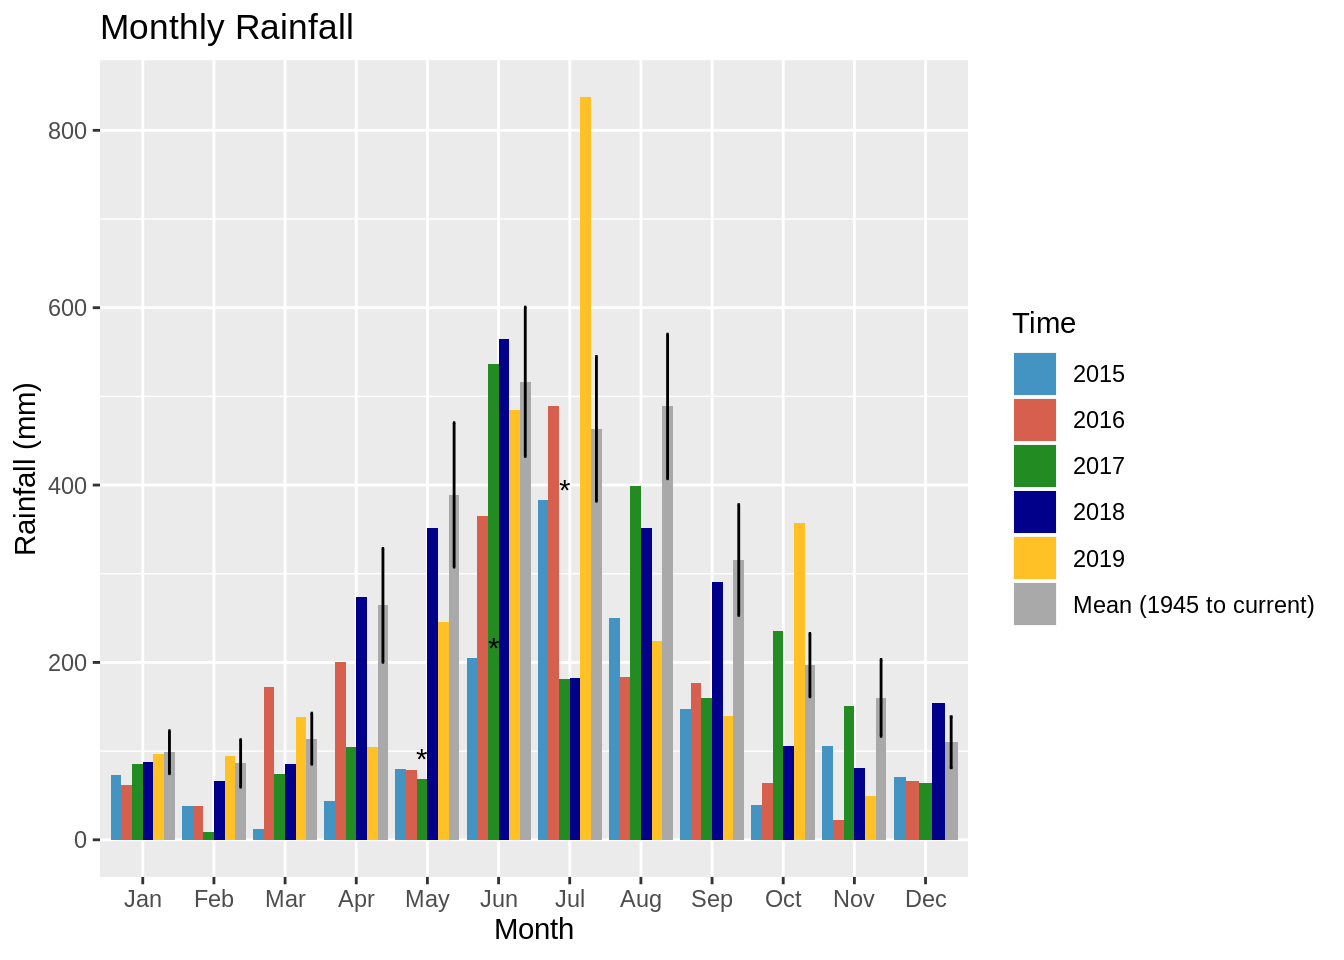 Monthly Rainfall
Rainfall (mm)
800
600
400
200
0
*
*
*
Jan Feb Mar Apr May Jun Jul Aug Sep Oct Nov Dec
Month
Time
2015
2016
2017
2018
2019
Mean (1945 to current)